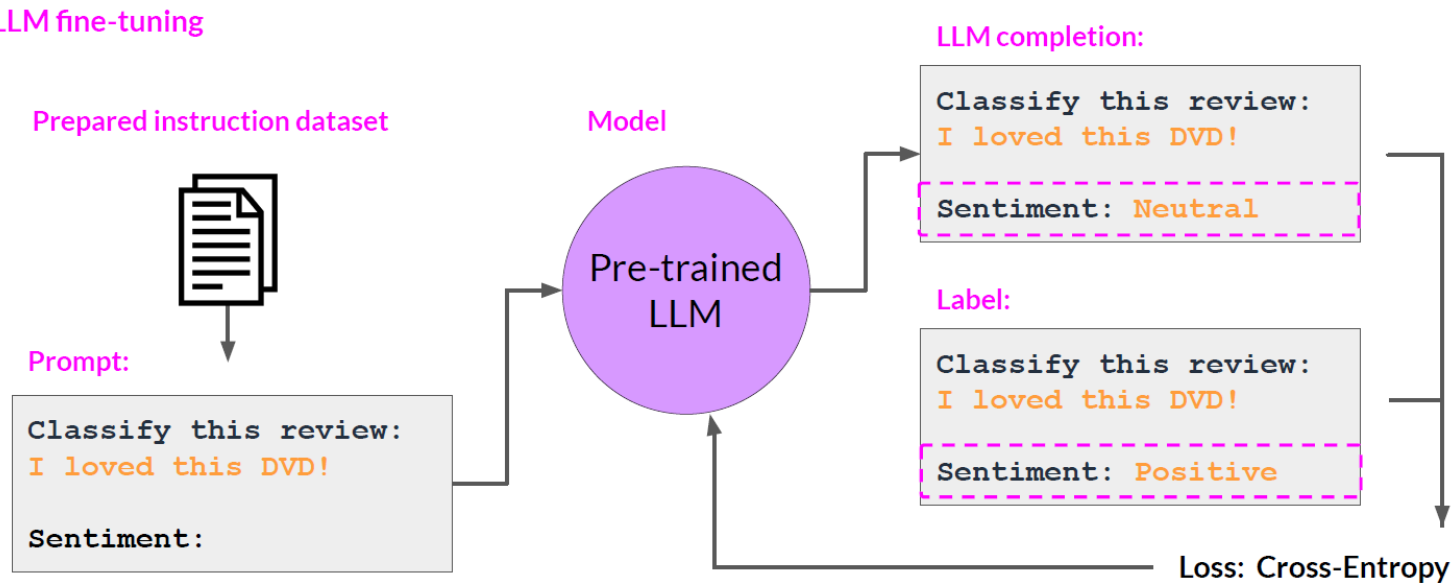 LLM fine-tuning
Prepared instruction dataset
Prompt:
Classify this review:
I loved this DVD!
Sentiment:
Model
Pre-trained
LLM
LLM completion:
Classify this review:
I loved this DVD!
Sentiment: Neutral
Label:
Classify this review:
I loved this DVD!
Sentiment: Positive
Loss: Cross-Entropy